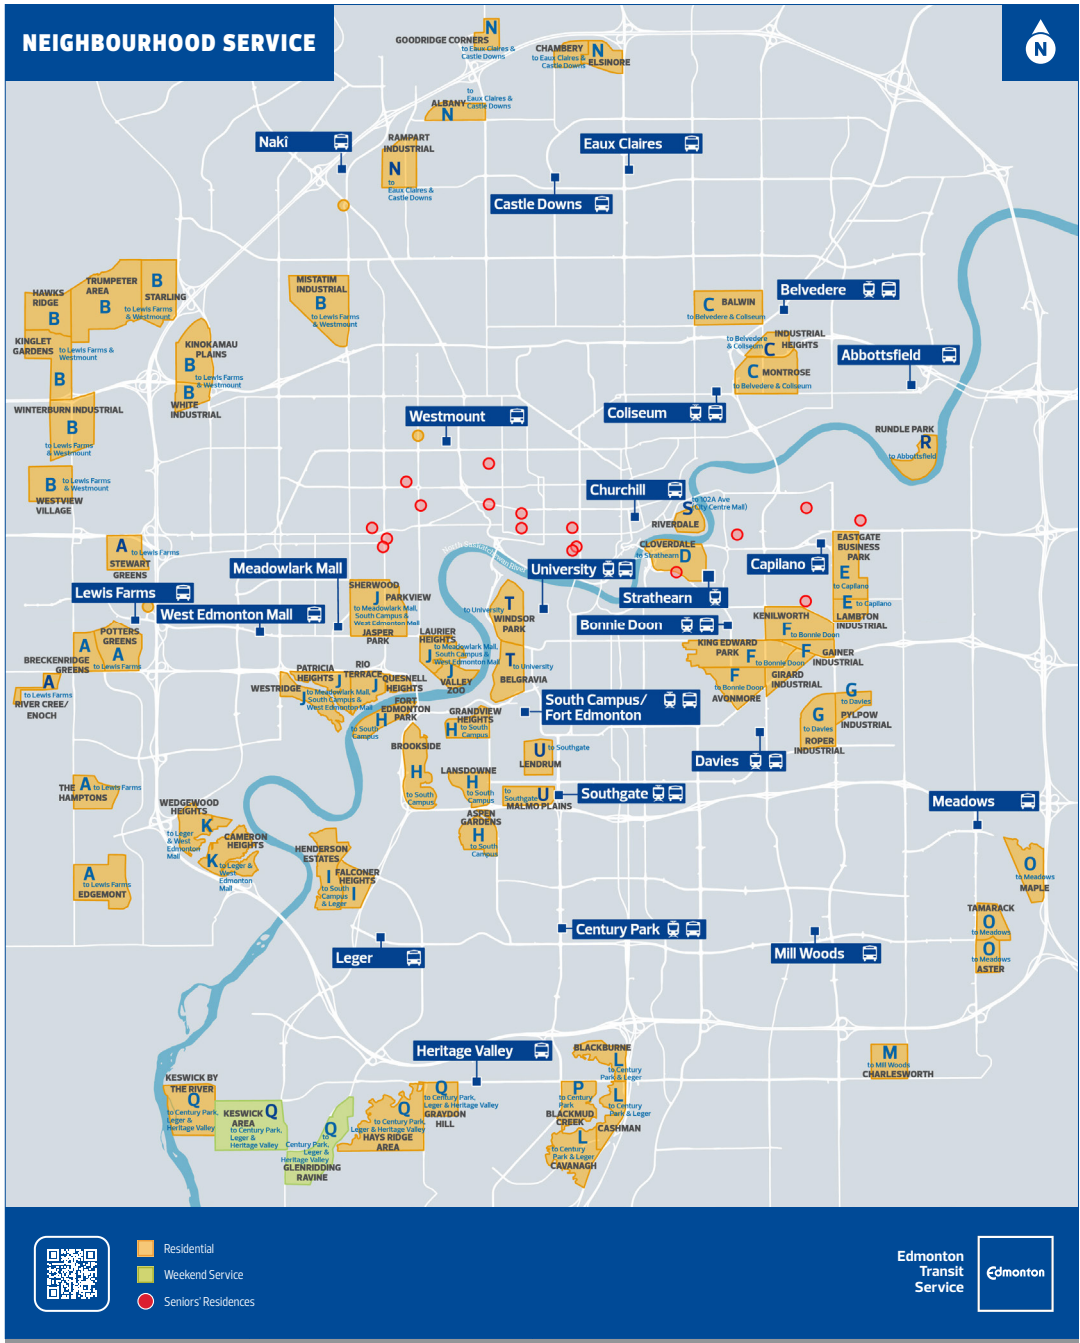 NEIGHBOURHOOD SERVICE
N
GOODRIDGE CORNERS
N
to Eaux Claires &
Castle Downs
CHAMBERY
N
ELSINORE
to Eaux Claires &
Castle Downs
ALBANY
N
to
Eaux Claires &
Castle Downs
RAMPART
INDUSTRIAL
N
to
Eaux Claires &
Castle Downs
Nakî
Eaux Claires
Castle Downs
HAWKS
RIDGE
B
TRUMPETER
AREA
B
B
STARLING
to Lewis Farms
& Westmount
KINGLET
GARDENS
to Lewis Farms &
Westmount
B
WINTERBURN INDUSTRIAL
B
to Lewis Farms
& Westmount
B
to Lewis Farms
& Westmount
WESTVIEW
VILLAGE
KINOKAMAU
PLAINS
B
to Lewis Farms
& Westmount
B
WHITE
INDUSTRIAL
MISTATIM
INDUSTRIAL
B
to Lewis Farms
& Westmount
Belvedere
C
BALWIN
to Belvedere & Coliseum
INDUSTRIAL
HEIGHTS
to Belvedere
& Coliseum
C
C
MONTROSE
to Belvedere & Coliseum
Abbottsfield
Coliseum
Westmount
RUNDLE PARK
R
to Abbottsfield
Churchill
S
to 102A Ave
(City Centre Mall)
RIVERDALE
CLOVERDALE
to Strathearn
D
North Saskatchewan River
University
Strathearn
Bonnie Doon
Capilano
EASTGATE
BUSINESS
PARK
E
to Capilano
E
to Capilano
LAMBTON
INDUSTRIAL
A
to Lewis Farms
STEWART
GREENS
Lewis Farms
West Edmonton Mall
Meadowlark Mall
POTTERS
GREENS
A
to Lewis Farms
A
BRECKENRIDGE
GREENS
A
to Lewis Farms
RIVER CREE/
ENOCH
SHERWOOD
J
PARKVIEW
to Meadowlark Mall,
South Campus &
West Edmonton Mall
JASPER
PARK
LAURIER
HEIGHTS
J
to Meadowlark Mall,
South Campus &
West Edmonton Mall
J
VALLEY
ZOO
to University
T
WINDSOR
PARK
T
to University
BELGRAVIA
KENILWORTH
F
to Bonnie Doon
KING EDWARD
PARK
F
to Bonnie Doon
F
GAINER
INDUSTRIAL
GIRARD
INDUSTRIAL
F
to Bonnie Doon
AVONMORE
PATRICIA
HEIGHTS
J
RIO
TERRACE
J
QUESNELL
HEIGHTS
WESTRIDGE
J
to Meadowlark Mall,
South Campus &
West Edmonton Mall
FORT
EDMONTON
PARK
H
to South
Campus
GRANDVIEW
HEIGHTS
H
to South
Campus
South Campus/
Fort Edmonton
G
to Davies
PYLPOW
INDUSTRIAL
G
to Davies
ROPER
INDUSTRIAL
Davies
BROOKSIDE
H
to South
Campus
LANSDOWNE
H
to South
Campus
U
to Southgate
LENDRUM
to
Southgate
U
MALMO PLAINS
Southgate
ASPEN
GARDENS
H
to South
Campus
THE
HAMPTONS
A
to Lewis Farms
WEDGEWOOD
HEIGHTS
K
to Leger
& West
Edmonton
Mall
CAMERON
HEIGHTS
K
to Leger &
West
Edmonton
Mall
A
to Lewis Farms
EDGEMONT
HENDERSON
ESTATES
I
FALCONER
HEIGHTS
to South
Campus
& Leger
I
Meadows
O
to Meadows
MAPLE
TAMARACK
O
to Meadows
O
to Meadows
ASTER
Century Park
Leger
Mill Woods
Heritage Valley
M
to Mill Woods
CHARLESWORTH
BLACKBURNE
L
to Century
Park & Leger
P
to Century
Park
BLACKMUD
CREEK
L
to Century
Park & Leger
CASHMAN
L
to Century
Park & Leger
CAVANAGH
KESWICK BY
THE RIVER
Q
to Century Park,
Leger &
Heritage Valley
KESWICK
AREA
Q
to Century Park,
Leger &
Heritage Valley
Q
to
Century Park,
Leger &
Heritage Valley
GLENRIDDING
RAVINE
Q
to Century Park,
Leger & Heritage Valley
HAYS RIDGE
AREA
Q
to Century Park,
Leger & Heritage Valley
GRAYDON
HILL
Residential
Weekend Service
Seniors' Residences
Edmonton
Transit
Service
Edmonton